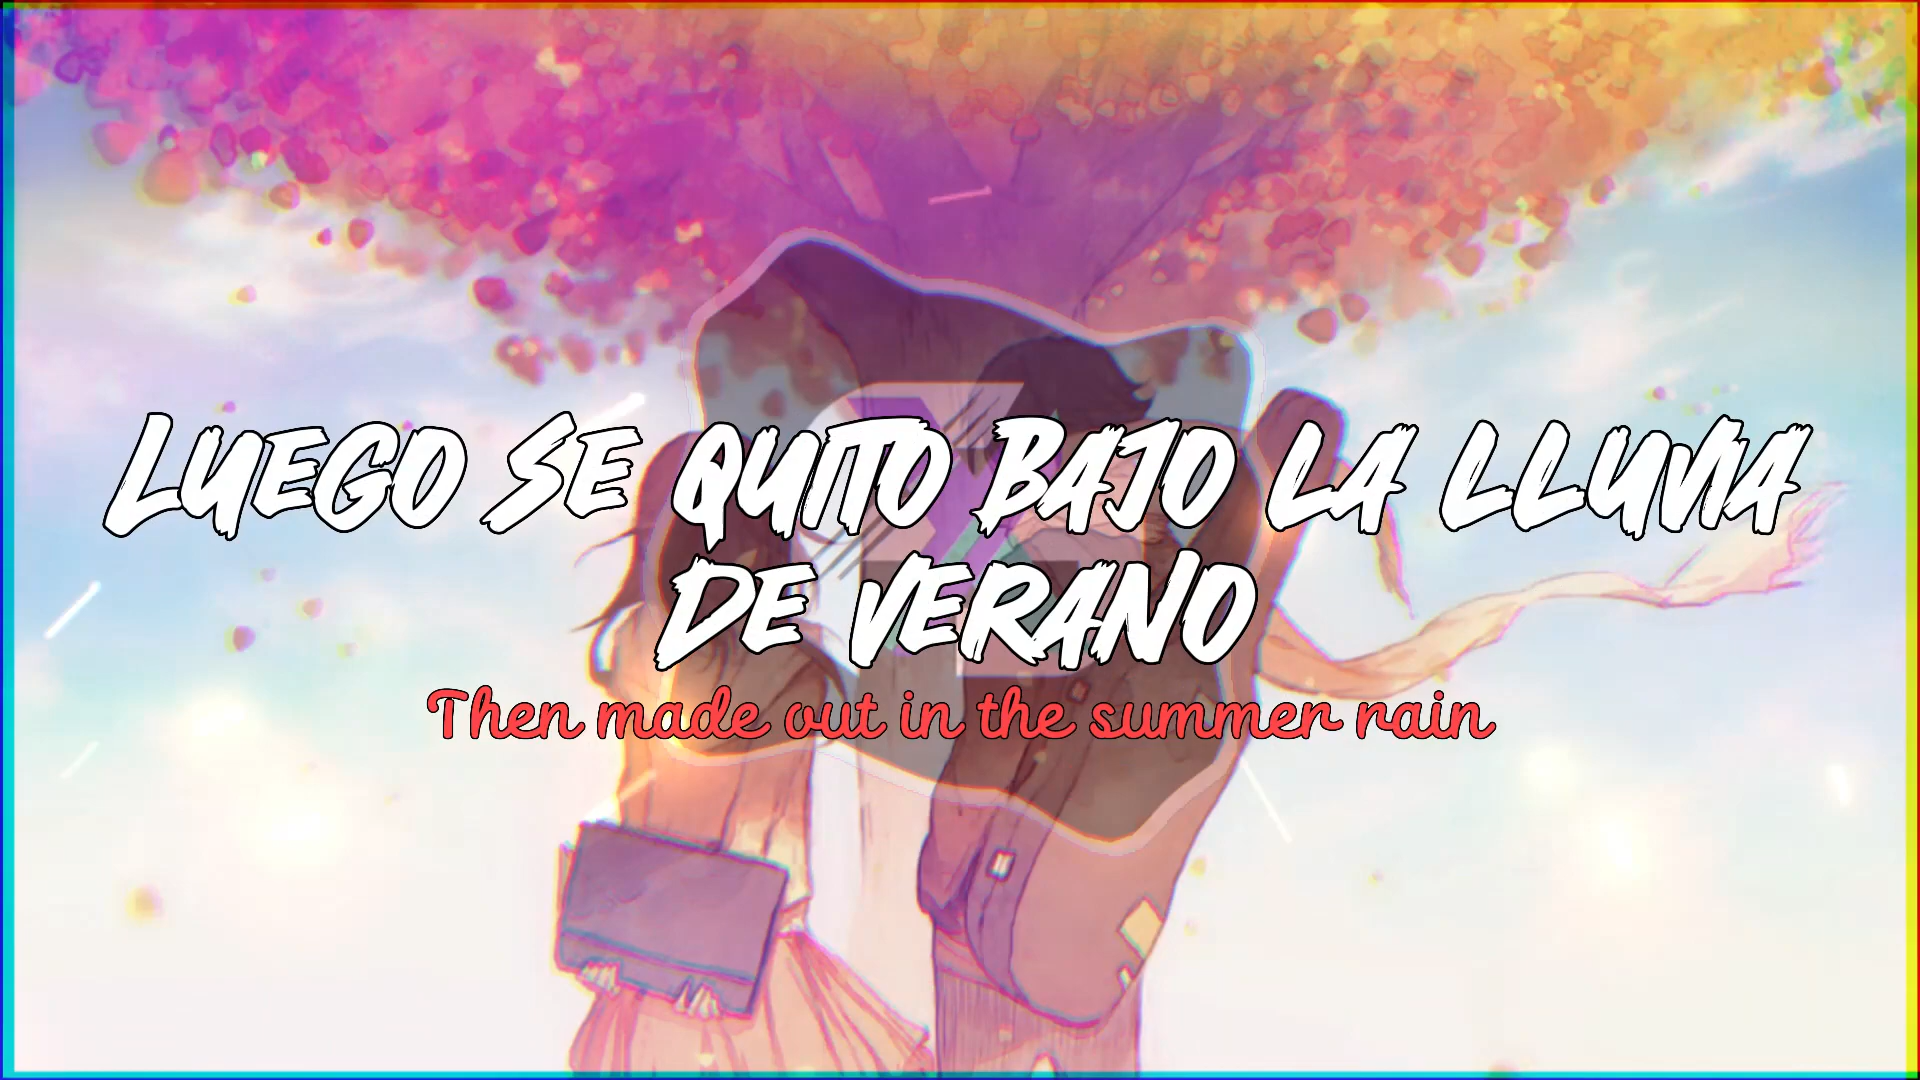 Luego se quito bajo la lluvia
de verano
Then made out in the summer rain